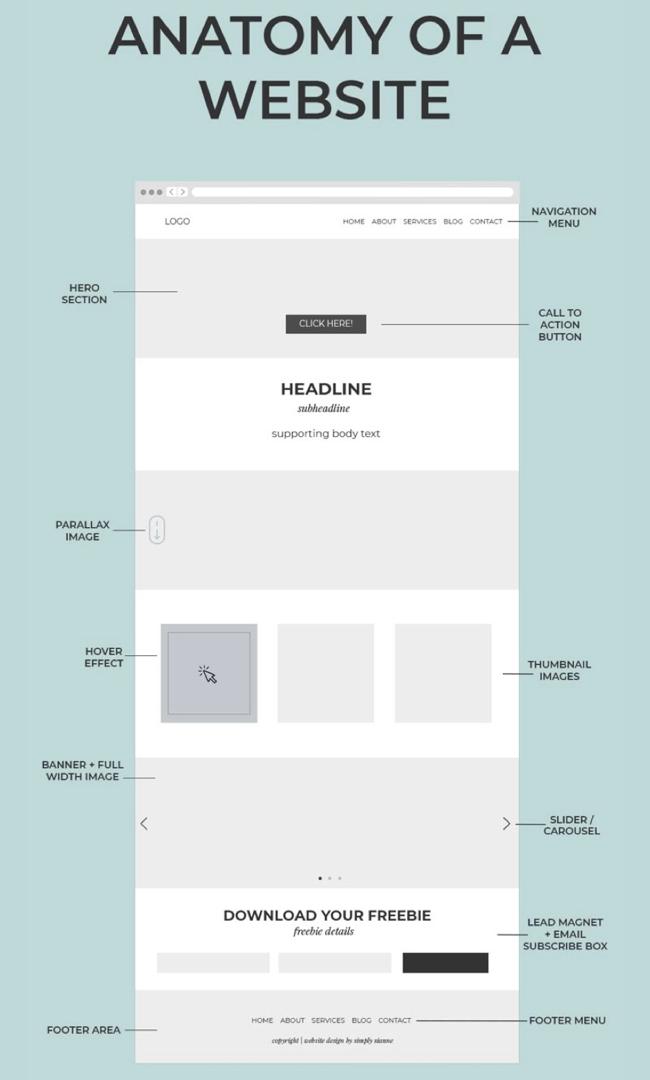 ANATOMY OF A
WEBSITE
LOGO
HOME ABOUT SERVICES BLOG CONTACT
NAVIGATION
MENU
HERO
SECTION
CLICK HERE!
CALL TO
ACTION
BUTTON
HEADLINE
subheadline
supporting body text
PARALLAX
IMAGE
HOVER
EFFECT
THUMBNAIL
IMAGES
BANNER + FULL
WIDTH IMAGE
SLIDER /
CAROUSEL
DOWNLOAD YOUR FREEBIE
freebie details
LEAD MAGNET
+ EMAIL
SUBSCRIBE BOX
HOME ABOUT SERVICES BLOG CONTACT
FOOTER MENU
FOOTER AREA
copyright | website design by simply sianne